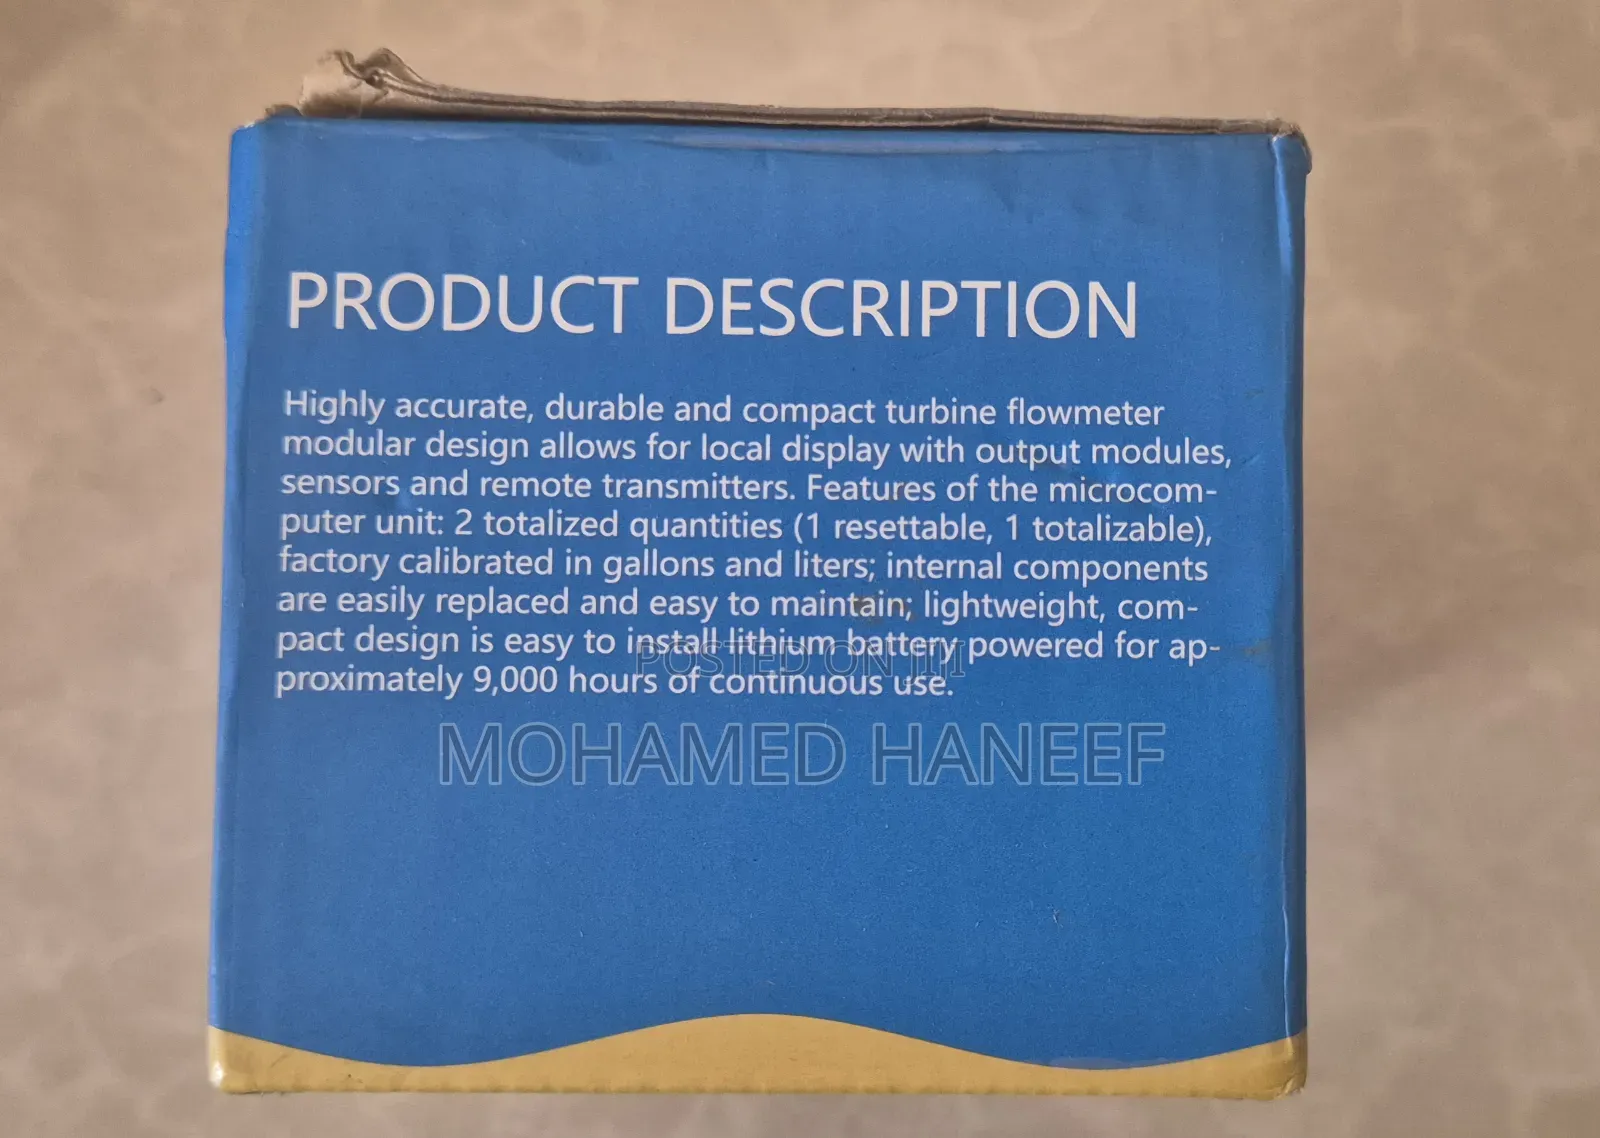 PRODUCT DESCRIPTION
Highly accurate, durable and compact turbine flowmeter
modular design allows for local display with output modules,
sensors and remote transmitters. Features of the microcom-
puter unit: 2 totalized quantities (1 resettable, 1 totalizable),
factory calibrated in gallons and liters; internal components
are easily replaced and easy to maintain; lightweight, com-
pact design is easy to install lithium battery powered for ap-
proximately 9,000 hours of continuous use.
POSTED ON JIJI
MOHAMED HANEEF